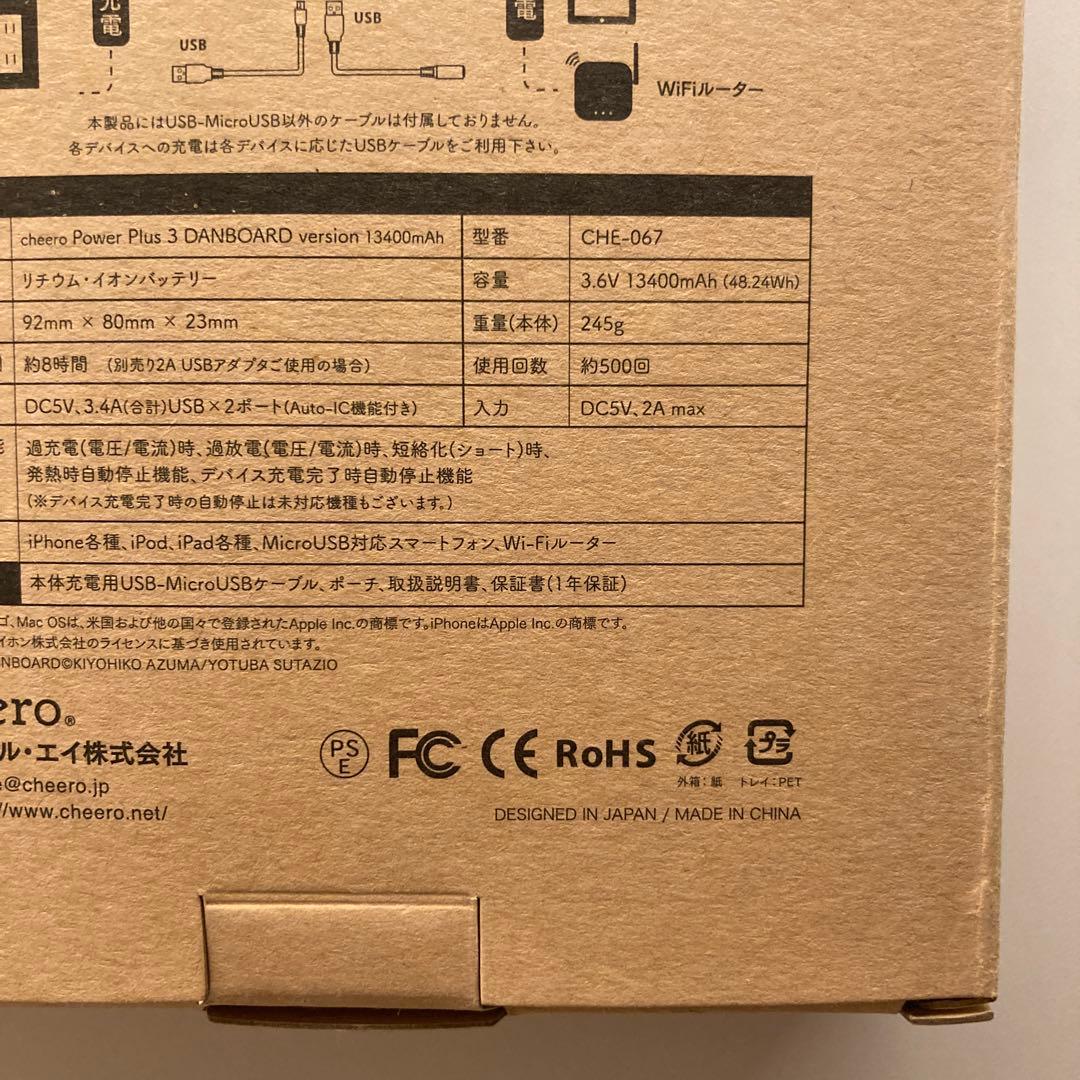 充電
電
USB
USB
WiFiルーター
本製品にはUSB-MicroUSB以外のケーブルは付属しておりません。
各デバイスへの充電は各デバイスに応じたUSBケーブルをご利用下さい。
cheero Power Plus 3 DANBOARD version 13400mAh 型番 CHE-067
リチウム・イオンバッテリー 容量 3.6V 13400mAh (48.24Wh)
92mm × 80mm × 23mm 重量(本体) 245g
約8時間 (別売り2A USBアダプタご使用の場合) 使用回数 約500回
DC5V、3.4A(合計)USB×2ポート(Auto-IC機能付き) 入力 DC5V、2A max
能 過充電(電圧/電流)時、過放電(電圧/電流)時、短絡化(ショート)時、
発熱時自動停止機能、デバイス充電完了時自動停止機能
(※デバイス充電完了時の自動停止は未対応機種もございます。)
iPhone各種、iPod、iPad各種、MicroUSB対応スマートフォン、Wi-Fiルーター
本体充電用USB-MicroUSBケーブル、ポーチ、取扱説明書、保証書(1年保証)
ゴ、Mac OSは、米国および他の国々で登録されたApple Inc.の商標です。iPhoneはApple Inc.の商標です。
イホン株式会社のライセンスに基づき使用されています。
NBOARD©KIYOHIKO AZUMA/YOTUBA SUTAZIO
ero®
ル・エイ株式会社
e@cheero.jp
//www.cheero.net/
PSE FC CE RoHS 紙 プラ
外箱：紙 トレイ：PET
DESIGNED IN JAPAN / MADE IN CHINA